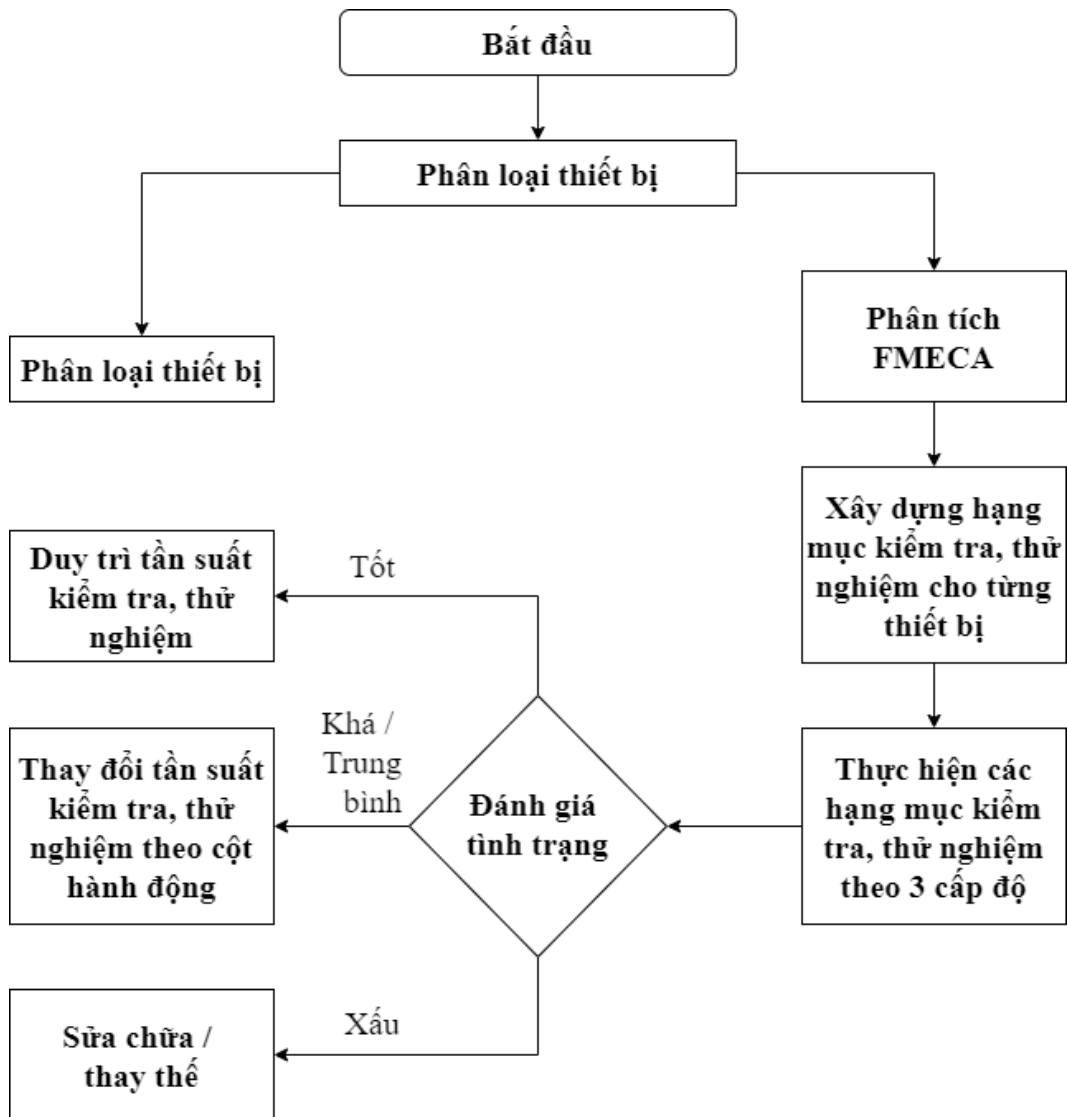 Bắt đầu
Phân loại thiết bị
Phân tích
FMECA
Phân loại thiết bị
Xây dựng hạng
mục kiểm tra, thử
nghiệm cho từng
thiết bị
Duy trì tần suất
kiểm tra, thử
nghiệm
Tốt
Khá /
Trung
bình
Thay đổi tần suất
kiểm tra, thử
nghiệm theo cột
hành động
Đánh giá
tình trạng
Thực hiện các
hạng mục kiểm
tra, thử nghiệm
theo 3 cấp độ
Xấu
Sửa chữa /
thay thế